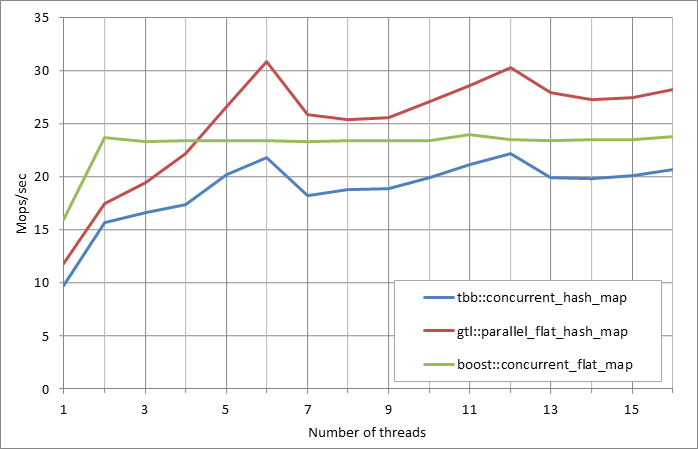 35
30
25
20
15
10
5
0
Mops/sec
tbb::concurrent_hash_map
gtl::parallel_flat_hash_map
boost::concurrent_flat_map
1 3 5 7 9 11 13 15
Number of threads